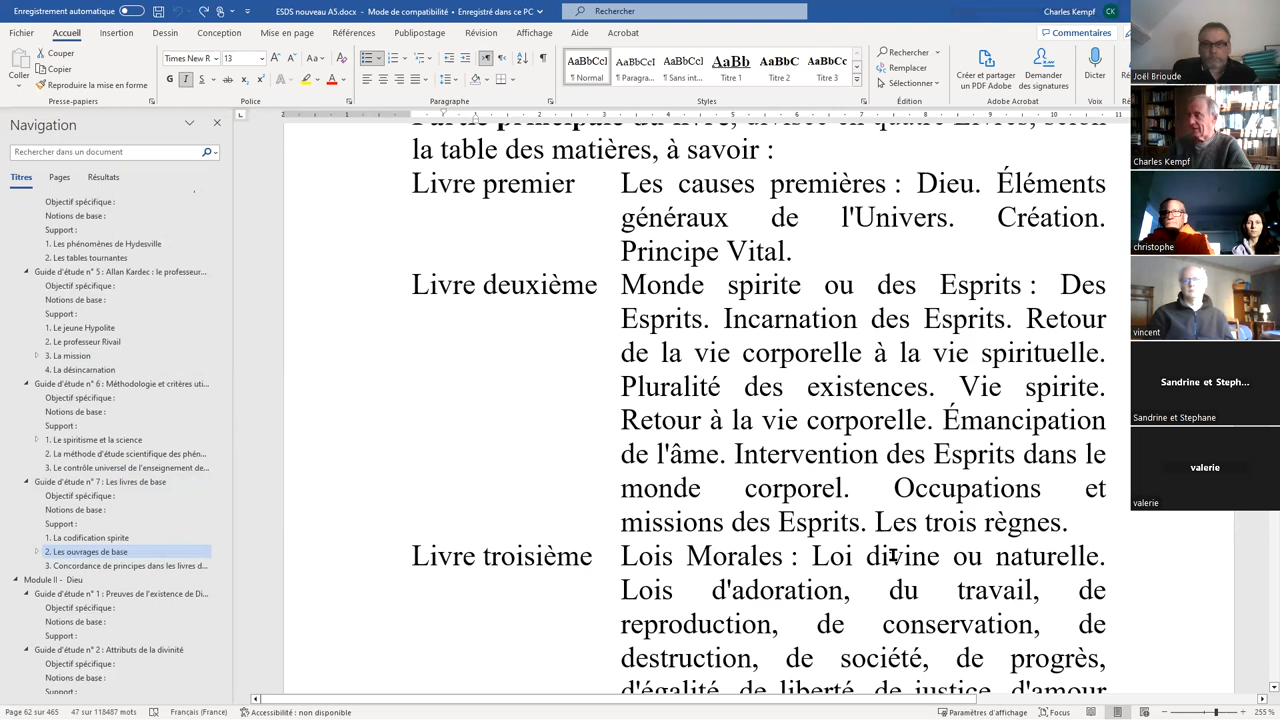 Enregistrement automatique
ESDS nouveau A5.docx - Mode de compatibilité • Enregistré dans ce PC
Rechercher
Charles Kempf CK
Fichier Accueil Insertion Dessin Conception Mise en page Références Publipostage Révision Affichage Aide Acrobat
Commentaires
Coller
Couper
Copier
Reproduire la mise en forme
Presse-papiers
Times New R 13
G I S
Police
Paragraphe
AaBbCcI AaBbCcI AaBbCcI AaBb AaBbC AaBbCc
¶ Normal ¶ Paragra... ¶ Sans int... Titre 1 Titre 2 Titre 3
Styles
Rechercher
Remplacer
Sélectionner
Édition
Créer et partager un PDF Adobe
Demander des signatures
Adobe Acrobat
Dicter
Voix
Navigation
Rechercher dans un document
Titres Pages Résultats
Objectif spécifique :
Notions de base :
Support :
1. Les phénomènes de Hydesville
2. Les tables tournantes
Guide d'étude n° 5 : Allan Kardec : le professeur...
Objectif spécifique :
Notions de base :
Support :
1. Le jeune Hypolite
2. Le professeur Rivail
3. La mission
4. La désincarnation
Guide d'étude n° 6 : Méthodologie et critères uti...
Objectif spécifique :
Notions de base :
Support :
1. Le spiritisme et la science
2. La méthode d'étude scientifique des phén...
3. Le contrôle universel de l'enseignement de...
Guide d'étude n° 7 : Les livres de base
Objectif spécifique :
Notions de base :
Support :
1. La codification spirite
2. Les ouvrages de base
3. Concordance de principes dans les livres d...
Module II - Dieu
Guide d'étude n° 1 : Preuves de l'existence de Di...
Objectif spécifique :
Notions de base :
Support :
Guide d'étude n° 2 : Attributs de la divinité
Objectif spécifique :
Notions de base :
Support :
Partie principale du livre, divisée en quatre Livres, selon
la table des matières, à savoir :
Livre premier Les causes premières : Dieu. Éléments
généraux de l'Univers. Création.
Principe Vital.
Livre deuxième Monde spirite ou des Esprits : Des
Esprits. Incarnation des Esprits. Retour
de la vie corporelle à la vie spirituelle.
Pluralité des existences. Vie spirite.
Retour à la vie corporelle. Émancipation
de l'âme. Intervention des Esprits dans le
monde corporel. Occupations et
missions des Esprits. Les trois règnes.
Livre troisième Lois Morales : Loi divine ou naturelle.
Lois d'adoration, du travail, de
reproduction, de conservation, de
destruction, de société, de progrès,
d'égalité, de liberté, de justice, d'amour
Joël Brioude
Charles Kempf
christophe
vincent
Sandrine et Steph...
Sandrine et Stephane
valerie
valerie
Page 62 sur 465 47 sur 118487 mots Français (France) Accessibilité : non disponible
Paramètres d'affichage Focus 255 %